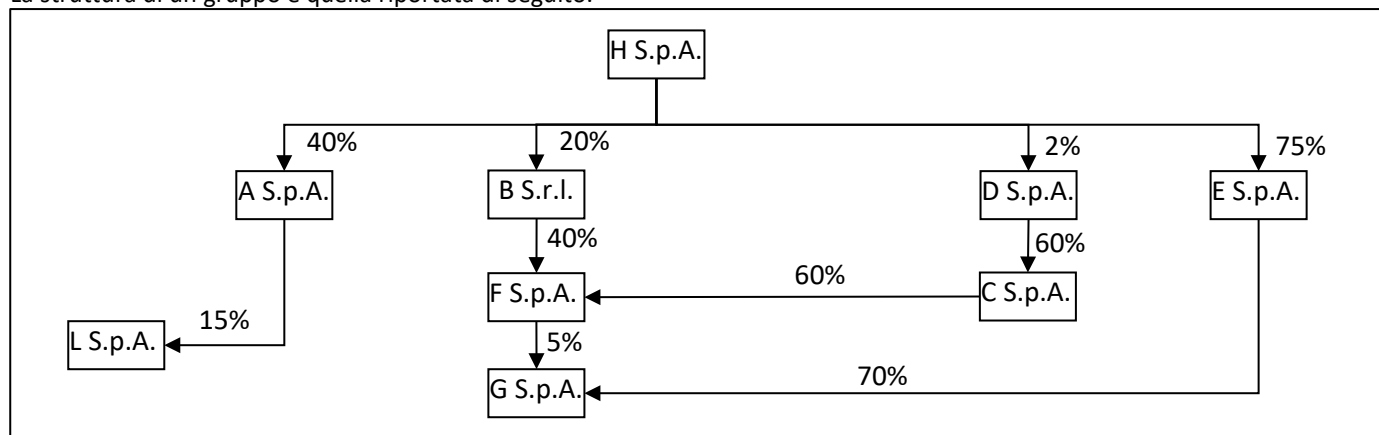 La struttura di un gruppo è quella riportata di seguito:
H S.p.A.
40%
20%
2%
75%
A S.p.A.
B S.r.l.
D S.p.A.
E S.p.A.
40%
60%
F S.p.A.
60%
C S.p.A.
15%
L S.p.A.
5%
70%
G S.p.A.